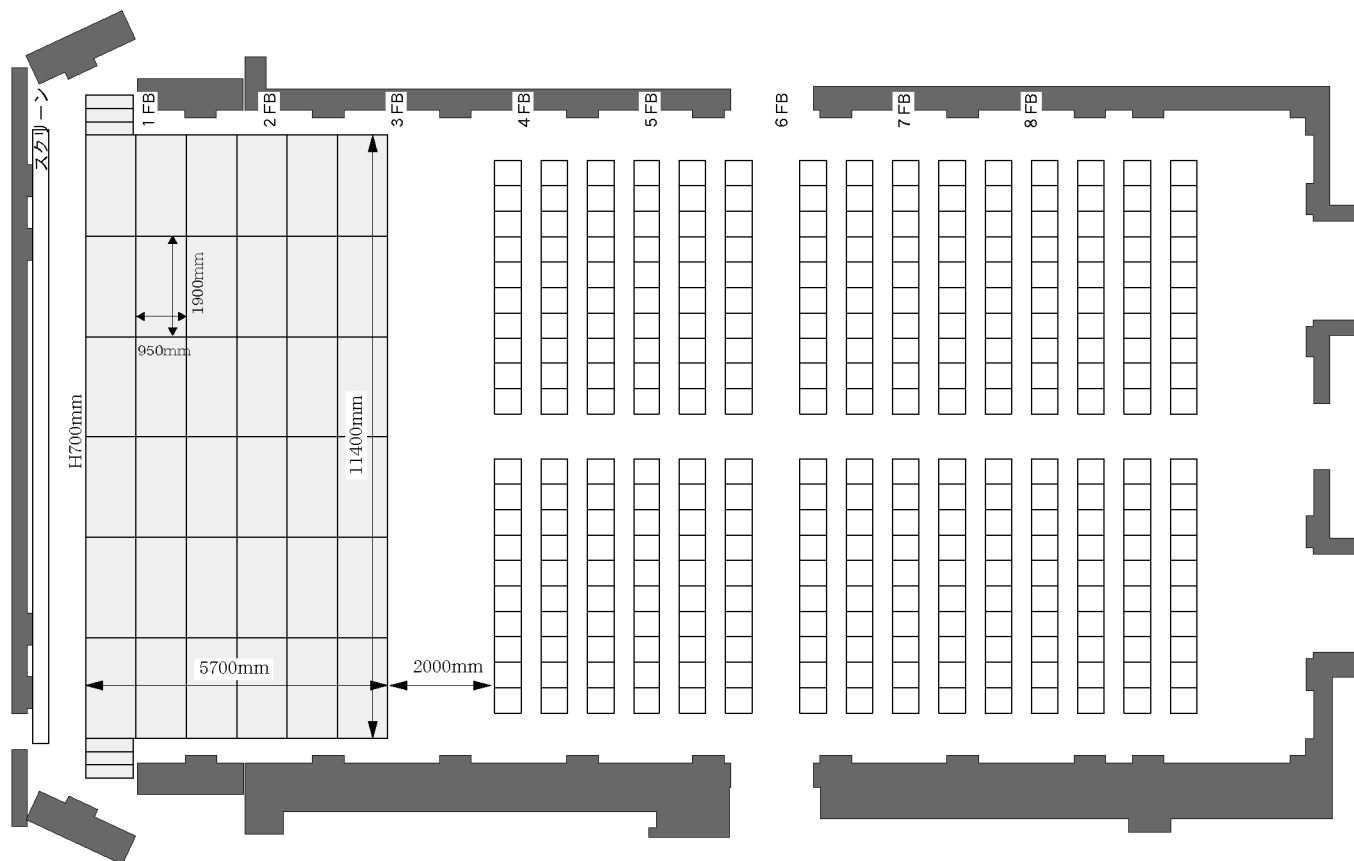 スクリーン
1 FB
2 FB
3 FB
4 FB
5 FB
6 FB
7 FB
8 FB
1900mm
950mm
H700mm
11400mm
5700mm
2000mm